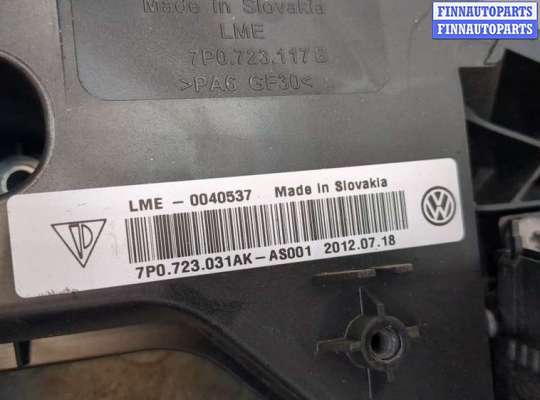 FINNAUTOPARTS
FINNAUTOPARTS
Made in Slovakia
LME
7P0.723.117 B
>PA6 GF30<
LME - 0040537 Made in Slovakia
7P0.723.031AK-AS001 2012.07.18